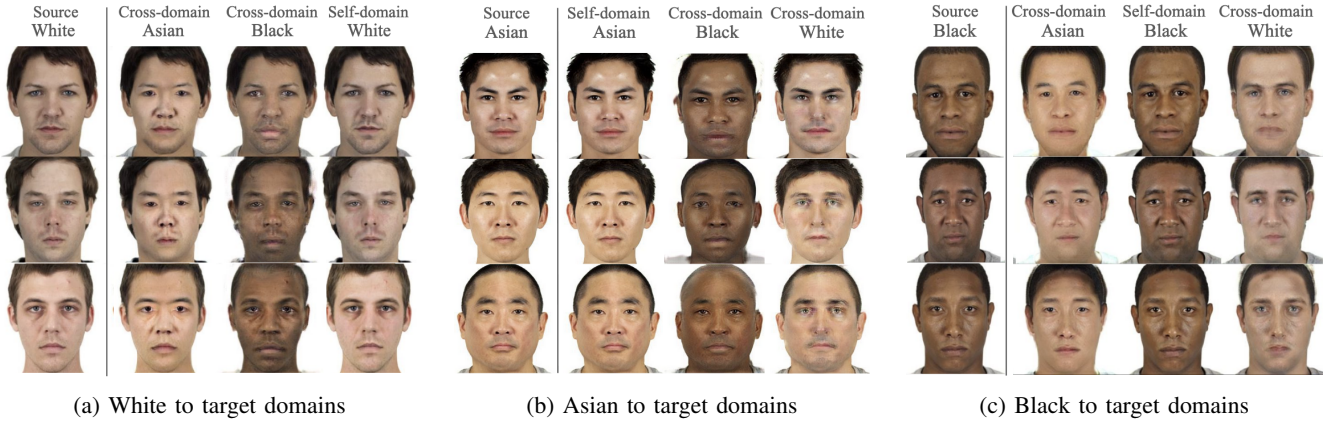 Source
White
Cross-domain
Asian
Cross-domain
Black
Self-domain
White
Source
Asian
Self-domain
Asian
Cross-domain
Black
Cross-domain
White
Source
Black
Cross-domain
Asian
Self-domain
Black
Cross-domain
White
(a) White to target domains
(b) Asian to target domains
(c) Black to target domains